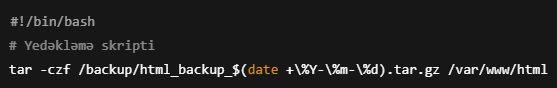 #!/bin/bash
# Yedəkləmə skripti
tar -czf /backup/html_backup_$(date +\%Y-\%m-\%d).tar.gz /var/www/html